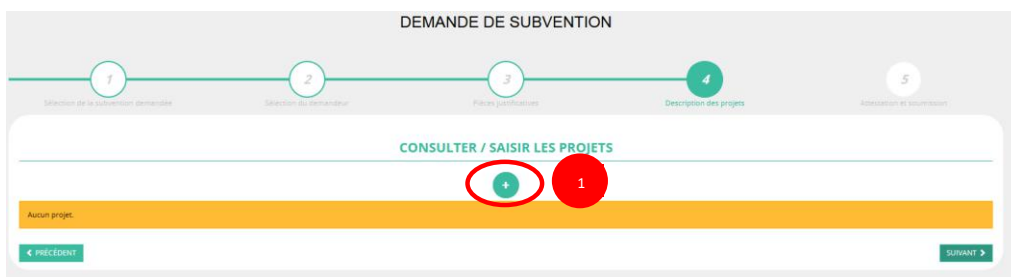 DEMANDE DE SUBVENTION
1
2
3
4
5
Sélection de la subvention demandée
Sélection du demandeur
Pièces justificatives
Description des projets
Attestation et soumission
CONSULTER / SAISIR LES PROJETS
+
1
Aucun projet.
PRÉCÉDENT
SUIVANT